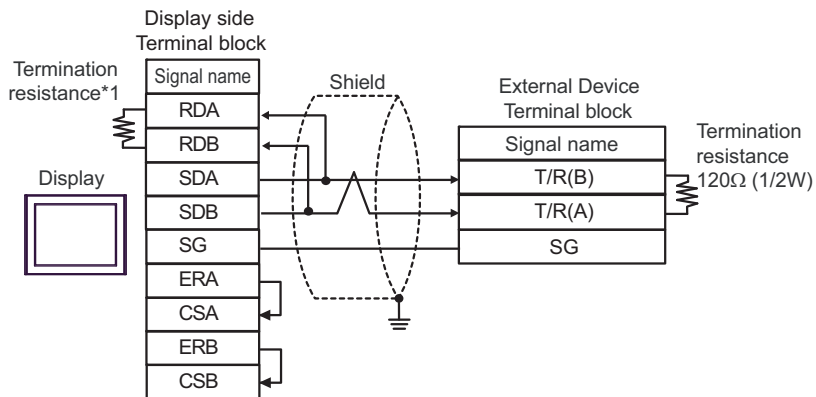 Display side
Terminal block
Termination
resistance*1
Signal name
RDA
RDB
SDA
SDB
SG
ERA
CSA
ERB
CSB
Display
Shield
External Device
Terminal block
Signal name
T/R(B)
T/R(A)
SG
Termination
resistance
120Ω (1/2W)